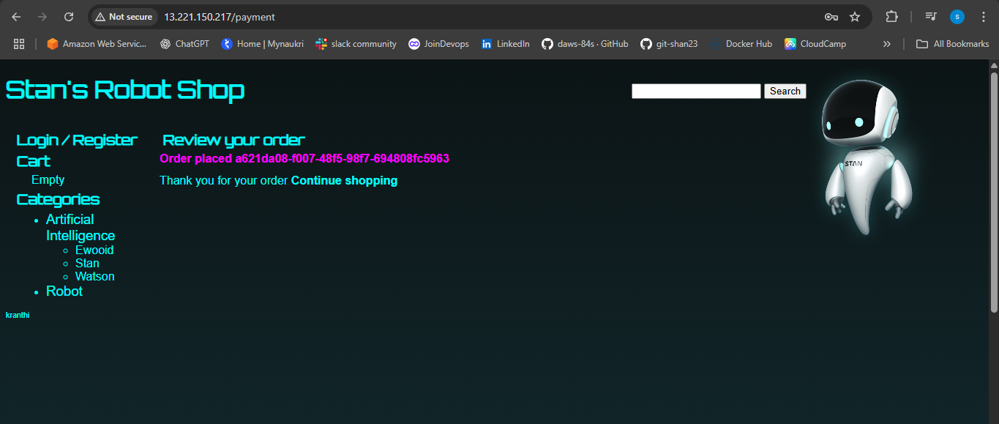 Not secure 13.221.150.217/payment s
Amazon Web Servic... ChatGPT Home | Mynaukri slack community JoinDevops LinkedIn daws-84s · GitHub git-shan23 Docker Hub CloudCamp » All Bookmarks
Stan's Robot Shop
Search
Login / Register
Cart
Empty
Categories
Artificial
Intelligence
Ewooid
Stan
Watson
Robot
kranthi
Review your order
Order placed a621da08-f007-48f5-98f7-694808fc5963
Thank you for your order Continue shopping
STAN